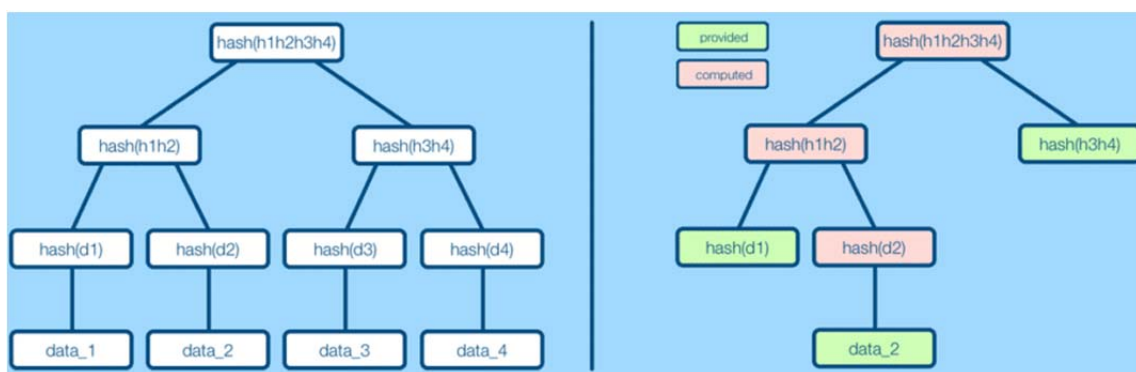 hash(h1h2h3h4)
hash(h1h2)
hash(h3h4)
hash(d1)
hash(d2)
hash(d3)
hash(d4)
data_1
data_2
data_3
data_4
provided
computed
hash(h1h2h3h4)
hash(h1h2)
hash(h3h4)
hash(d1)
hash(d2)
data_2